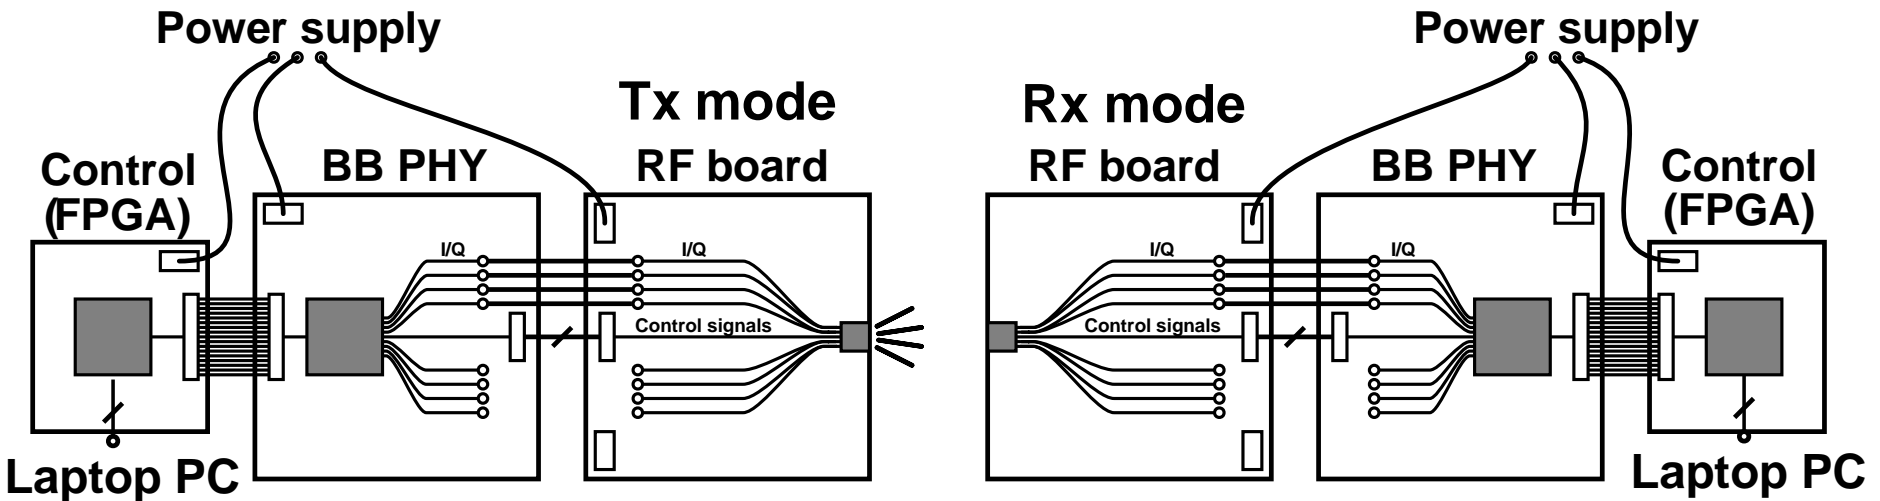 Power supply
Power supply
Tx mode
Rx mode
Control
(FPGA)
BB PHY
RF board
RF board
BB PHY
Control
(FPGA)
I/Q
I/Q
I/Q
I/Q
Control signals
Control signals
Laptop PC
Laptop PC